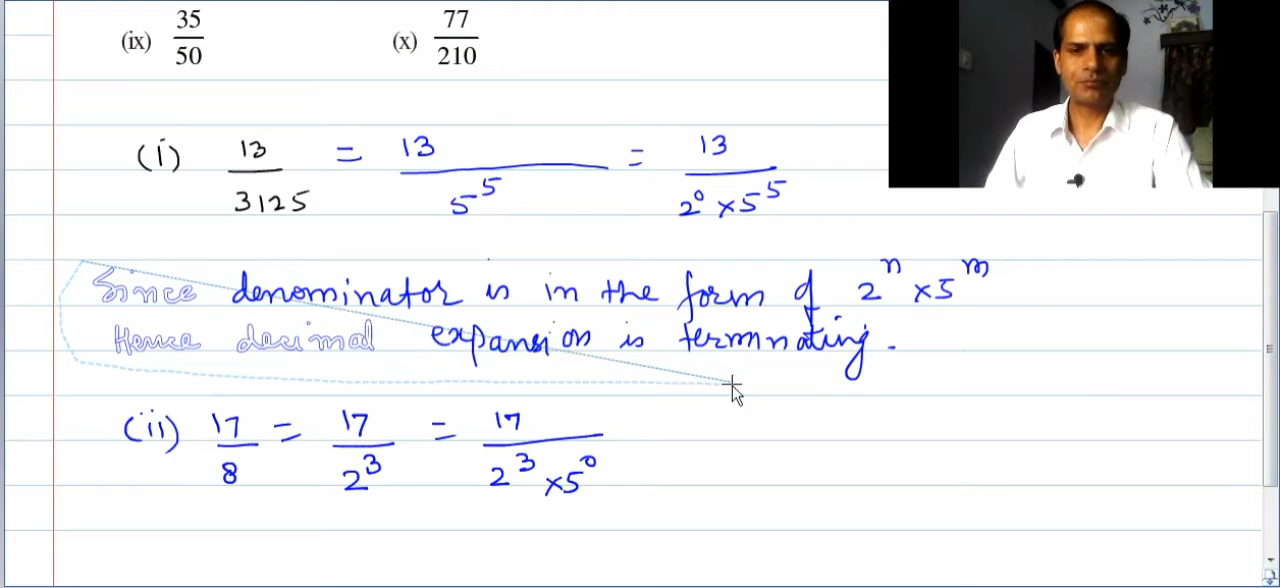 (ix) 35/50 (x) 77/210
(i) 13/3125 = 13/5^5 = 13/2^0 × 5^5
Since denominator is in the form of 2^n × 5^m
Hence decimal expansion is termnating.
(ii) 17/8 = 17/2^3 = 17/2^3 × 5^0